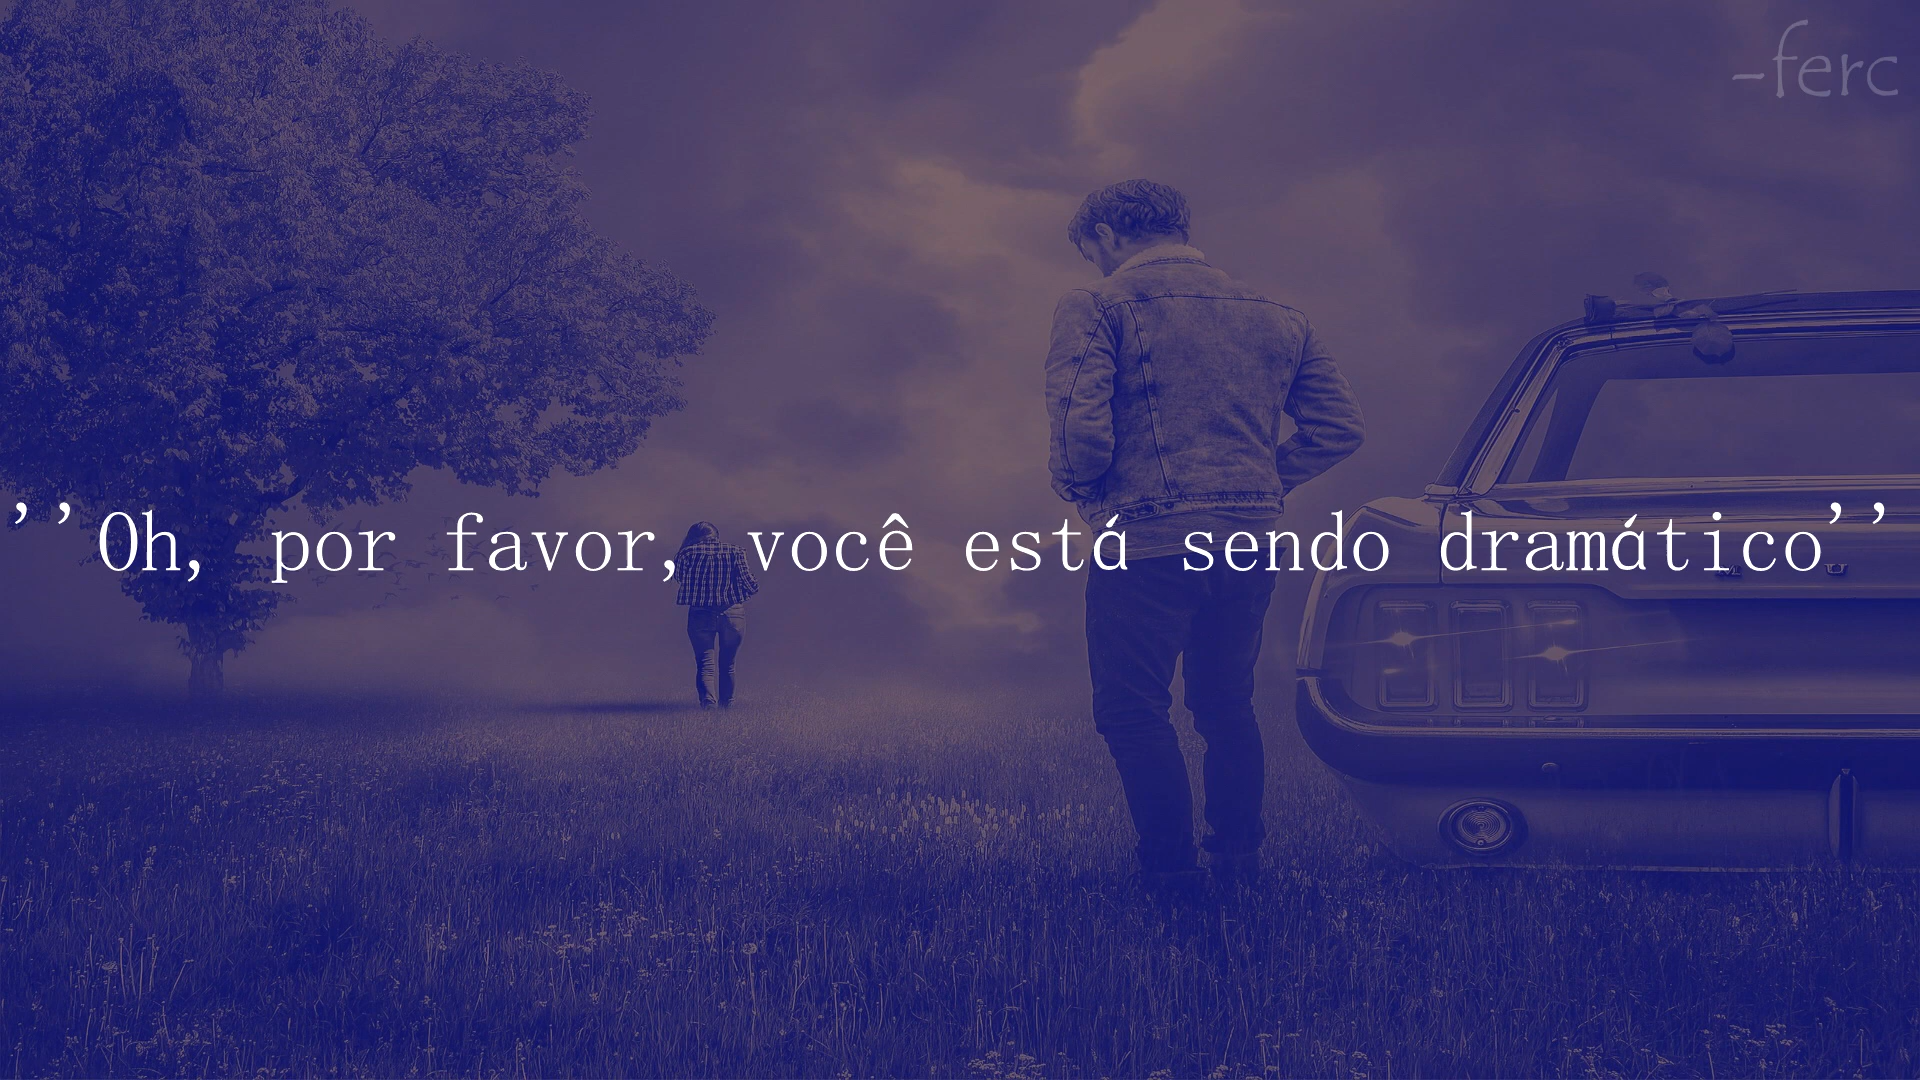 -ferc
''Oh, por favor, você está sendo dramático''